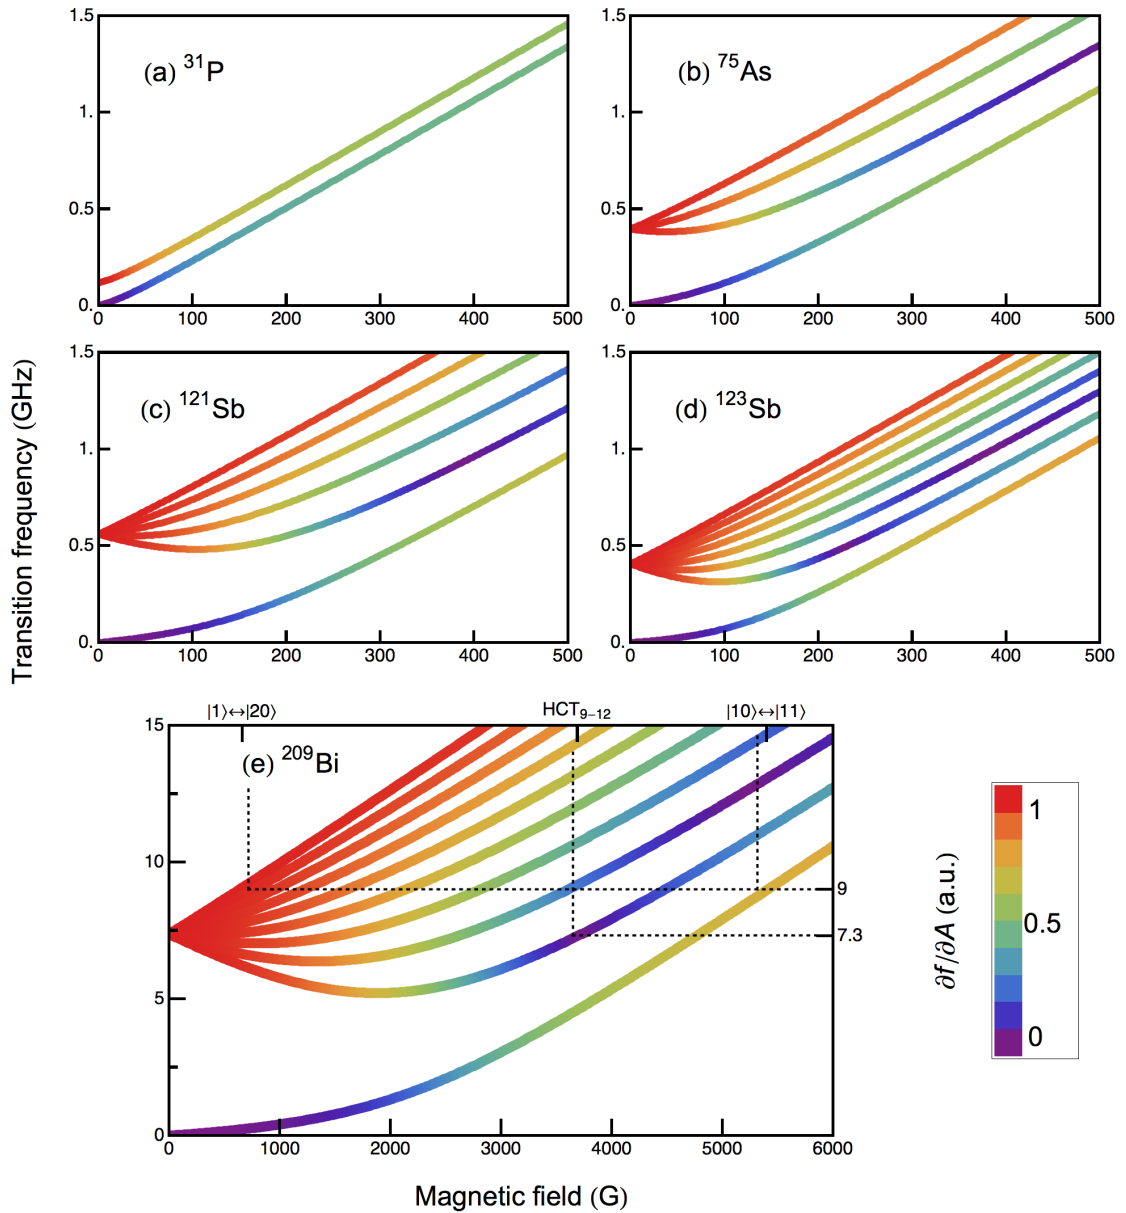 (a) ³¹P
1.5
1.
0.5
0.
0 100 200 300 400 500
(b) ⁷⁵As
1.5
1.
0.5
0.
0 100 200 300 400 500
(c) ¹²¹Sb
1.5
1.
0.5
0.
0 100 200 300 400 500
(d) ¹²³Sb
1.5
1.
0.5
0.
0 100 200 300 400 500
Transition frequency (GHz)
|1⟩↔|20⟩ HCT₉₋₁₂ |10⟩↔|11⟩
(e) ²⁰⁹Bi
15
10
5
0
9
7.3
0 1000 2000 3000 4000 5000 6000
Magnetic field (G)
1
0.5
0
∂f/∂A (a.u.)